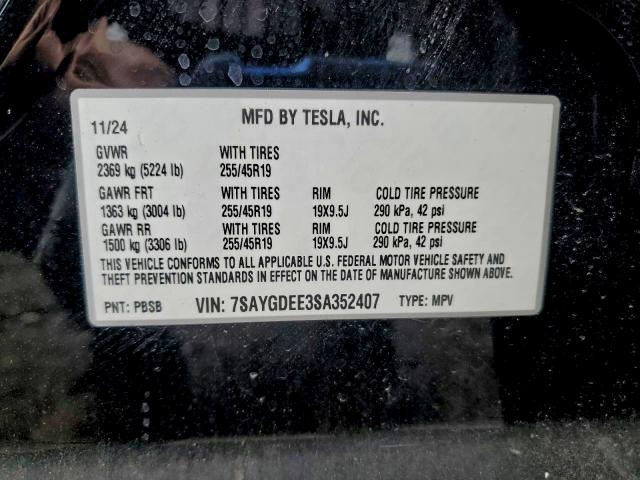 MFD BY TESLA, INC.
11/24
GVWR WITH TIRES
2369 kg (5224 lb) 255/45R19
GAWR FRT WITH TIRES RIM COLD TIRE PRESSURE
1363 kg (3004 lb) 255/45R19 19X9.5J 290 kPa, 42 psi
GAWR RR WITH TIRES RIM COLD TIRE PRESSURE
1500 kg (3306 lb) 255/45R19 19X9.5J 290 kPa, 42 psi
THIS VEHICLE CONFORMS TO ALL APPLICABLE U.S. FEDERAL MOTOR VEHICLE SAFETY AND
THEFT PREVENTION STANDARDS IN EFFECT ON THE DATE OF MANUFACTURE SHOWN ABOVE.
PNT: PBSB VIN: 7SAYGDEE3SA352407 TYPE: MPV